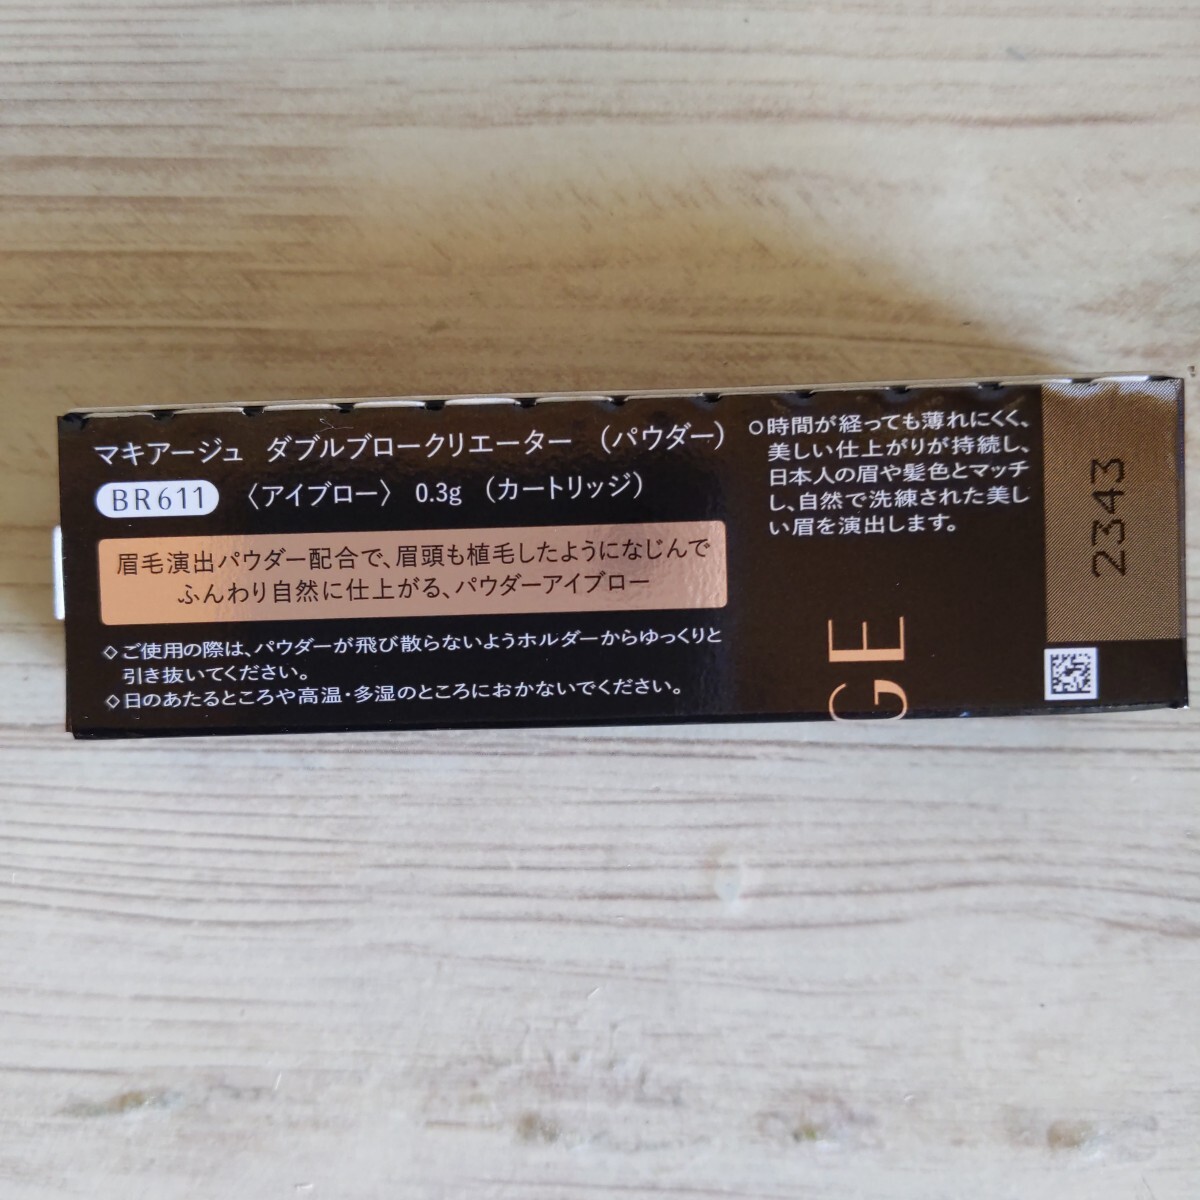 マキアージュ ダブルブロークリエーター （パウダー）
BR611 〈アイブロー〉 0.3g （カートリッジ）
眉毛演出パウダー配合で、眉頭も植毛したようになじんで
ふんわり自然に仕上がる、パウダーアイブロー
◇ご使用の際は、パウダーが飛び散らないようホルダーからゆっくりと
引き抜いてください。
◇日のあたるところや高温・多湿のところにおかないでください。
○時間が経っても薄れにくく、
美しい仕上がりが持続し、
日本人の眉や髪色とマッチ
し、自然で洗練された美し
い眉を演出します。
GE
2343